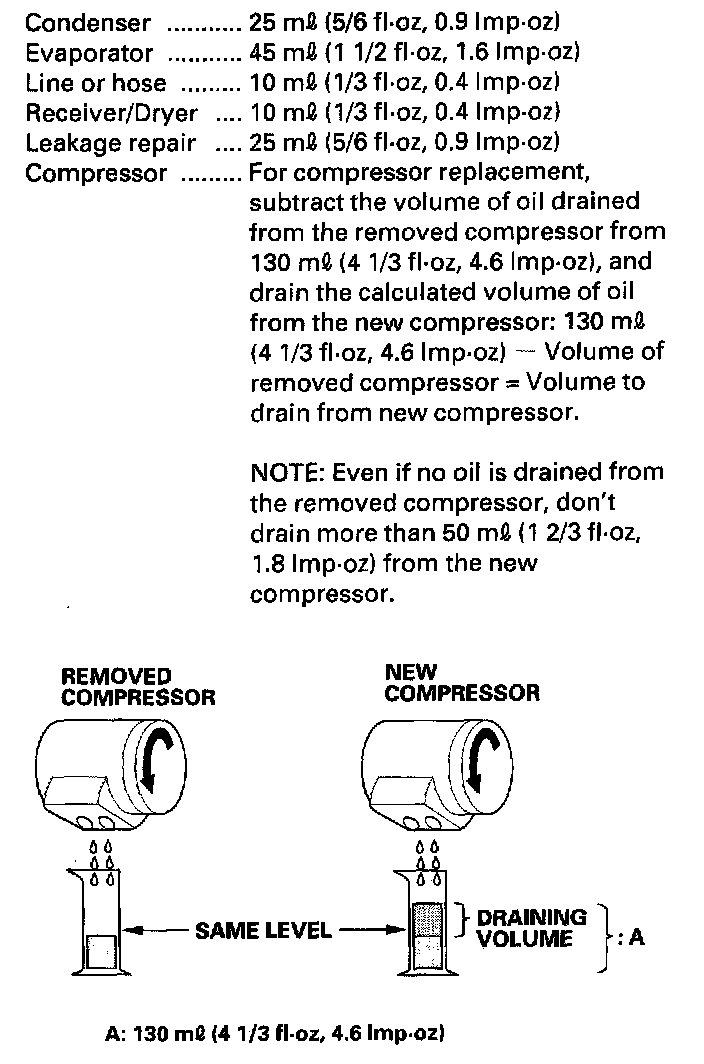 Condenser ........... 25 mℓ (5/6 fl·oz, 0.9 Imp·oz)
Evaporator ........... 45 mℓ (1 1/2 fl·oz, 1.6 Imp·oz)
Line or hose ......... 10 mℓ (1/3 fl·oz, 0.4 Imp·oz)
Receiver/Dryer .... 10 mℓ (1/3 fl·oz, 0.4 Imp·oz)
Leakage repair .... 25 mℓ (5/6 fl·oz, 0.9 Imp·oz)
Compressor ......... For compressor replacement,
subtract the volume of oil drained
from the removed compressor from
130 mℓ (4 1/3 fl·oz, 4.6 Imp·oz), and
drain the calculated volume of oil
from the new compressor: 130 mℓ
(4 1/3 fl·oz, 4.6 Imp·oz) — Volume of
removed compressor = Volume to
drain from new compressor.
NOTE: Even if no oil is drained from
the removed compressor, don't
drain more than 50 mℓ (1 2/3 fl·oz,
1.8 Imp·oz) from the new
compressor.
REMOVED
COMPRESSOR
NEW
COMPRESSOR
SAME LEVEL
DRAINING
VOLUME
: A
A: 130 mℓ (4 1/3 fl·oz, 4.6 Imp·oz)